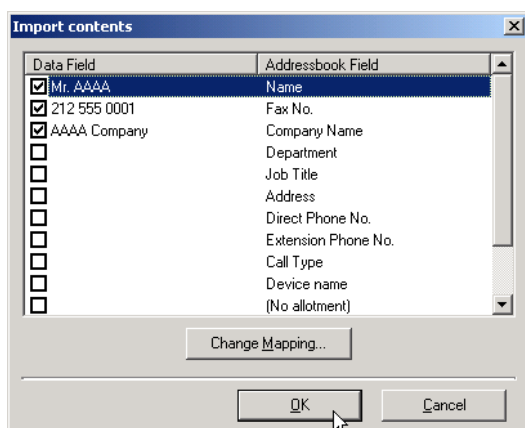 Import contents
Data Field Addressbook Field
Mr. AAAA Name
212 555 0001 Fax No.
AAAA Company Company Name
Department
Job Title
Address
Direct Phone No.
Extension Phone No.
Call Type
Device name
(No allotment)
Change Mapping...
OK Cancel